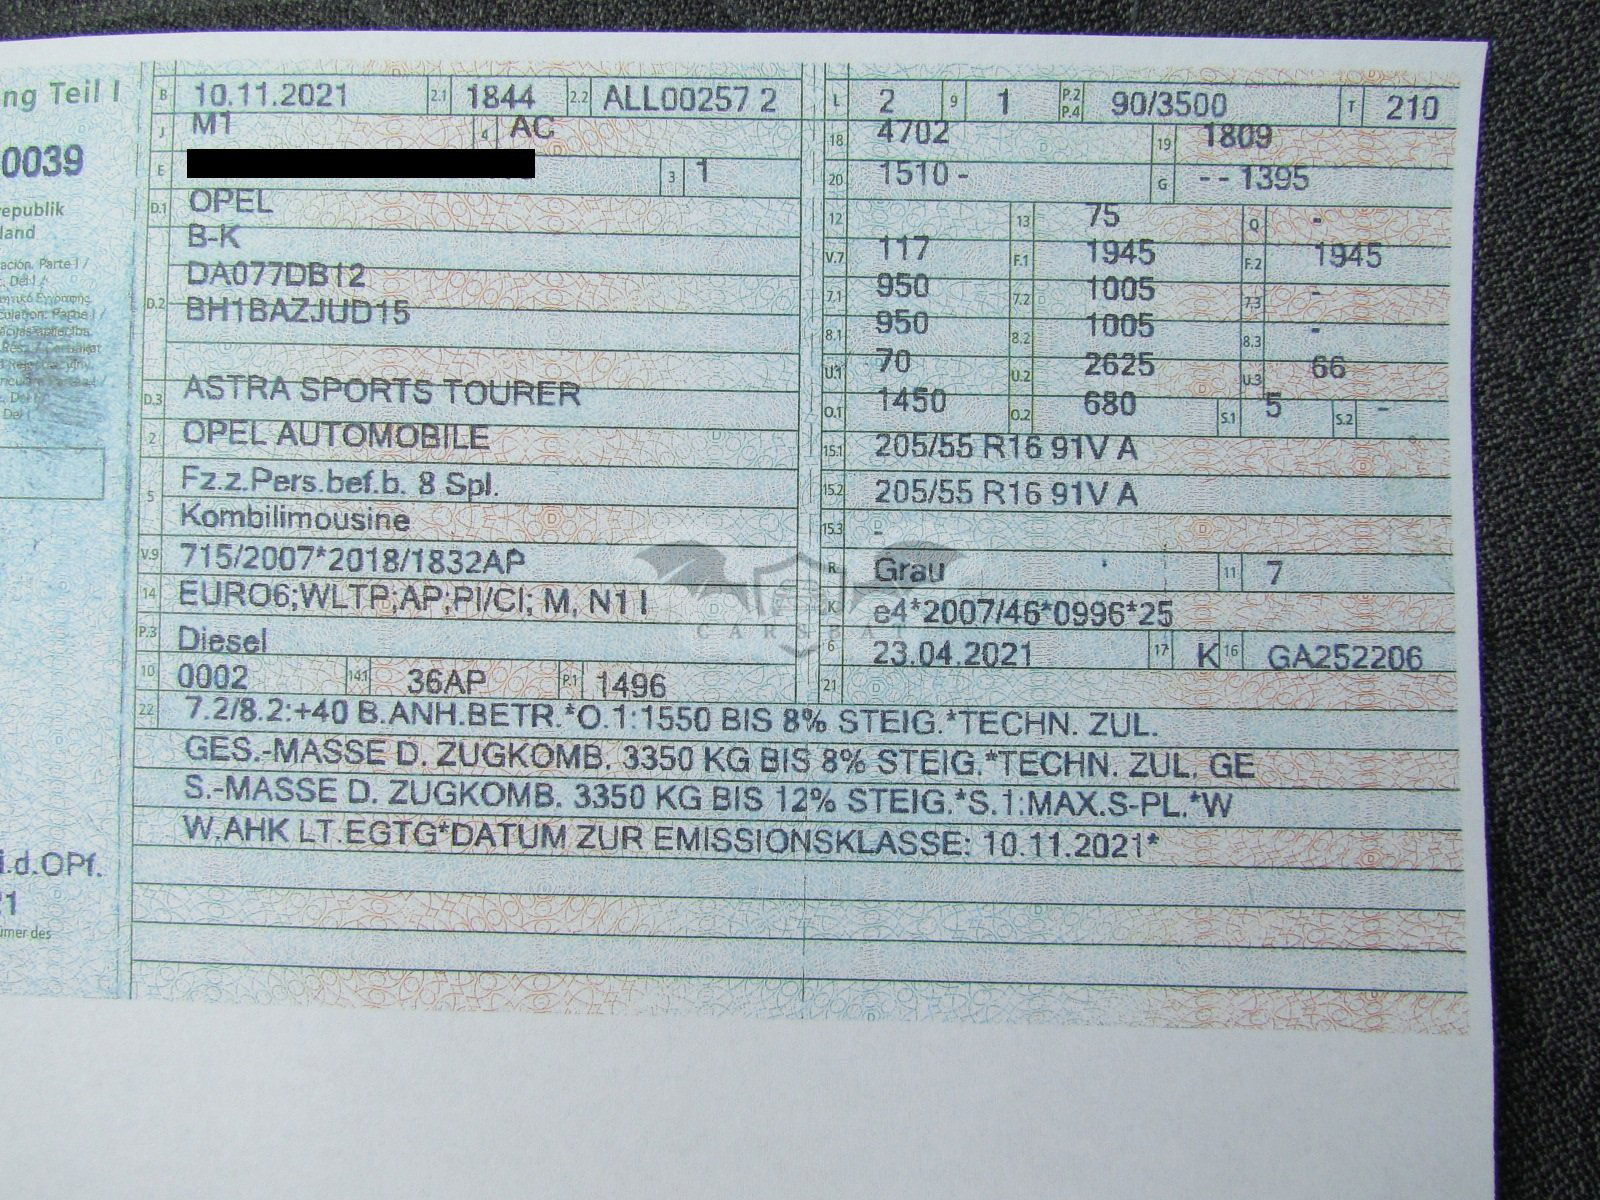 ng Teil I
0039
epublik
land
ación. Parte I /
i.d.OPf.
1
B 10.11.2021 2.1 1844 2.2 ALL00257 2
J M1 4 AC
E 3 1
D.1 OPEL
D.2 B-K
DA077DB12
BH1BAZJUD15
D.3 ASTRA SPORTS TOURER
2 OPEL AUTOMOBILE
5 Fz.z.Pers.bef.b. 8 Spl.
Kombilimousine
V.9 715/2007*2018/1832AP
14 EURO6;WLTP;AP;PI/CI; M, N1 I
P.3 Diesel
10 0002 14.1 36AP P.1 1496
L 2 9 1 P.2 P.4 90/3500 T 210
18 4702 19 1809
20 1510 - G - - 1395
12 13 75 Q -
V.7 117 F.1 1945 F.2 1945
7.1 950 7.2 1005 7.3 -
8.1 950 8.2 1005 8.3 -
U.1 70 U.2 2625 U.3 66
O.1 1450 O.2 680 S.1 5 S.2 -
15.1 205/55 R16 91V A
15.2 205/55 R16 91V A
15.3 -
R Grau 11 7
K e4*2007/46*0996*25
6 23.04.2021 17 K 16 GA252206
21
22 7.2/8.2:+40 B.ANH.BETR.*O.1:1550 BIS 8% STEIG.*TECHN. ZUL.
GES.-MASSE D. ZUGKOMB. 3350 KG BIS 8% STEIG.*TECHN. ZUL. GE
S.-MASSE D. ZUGKOMB. 3350 KG BIS 12% STEIG.*S.1:MAX.S-PL.*W
W.AHK LT.EGTG*DATUM ZUR EMISSIONSKLASSE: 10.11.2021*
CARSBAT